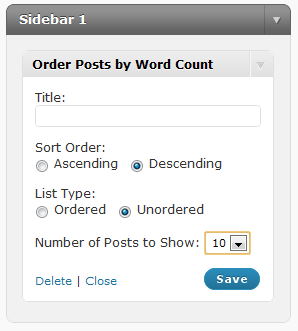 Sidebar 1
Order Posts by Word Count
Title:
Sort Order:
Ascending Descending
List Type:
Ordered Unordered
Number of Posts to Show: 10
Delete | Close Save